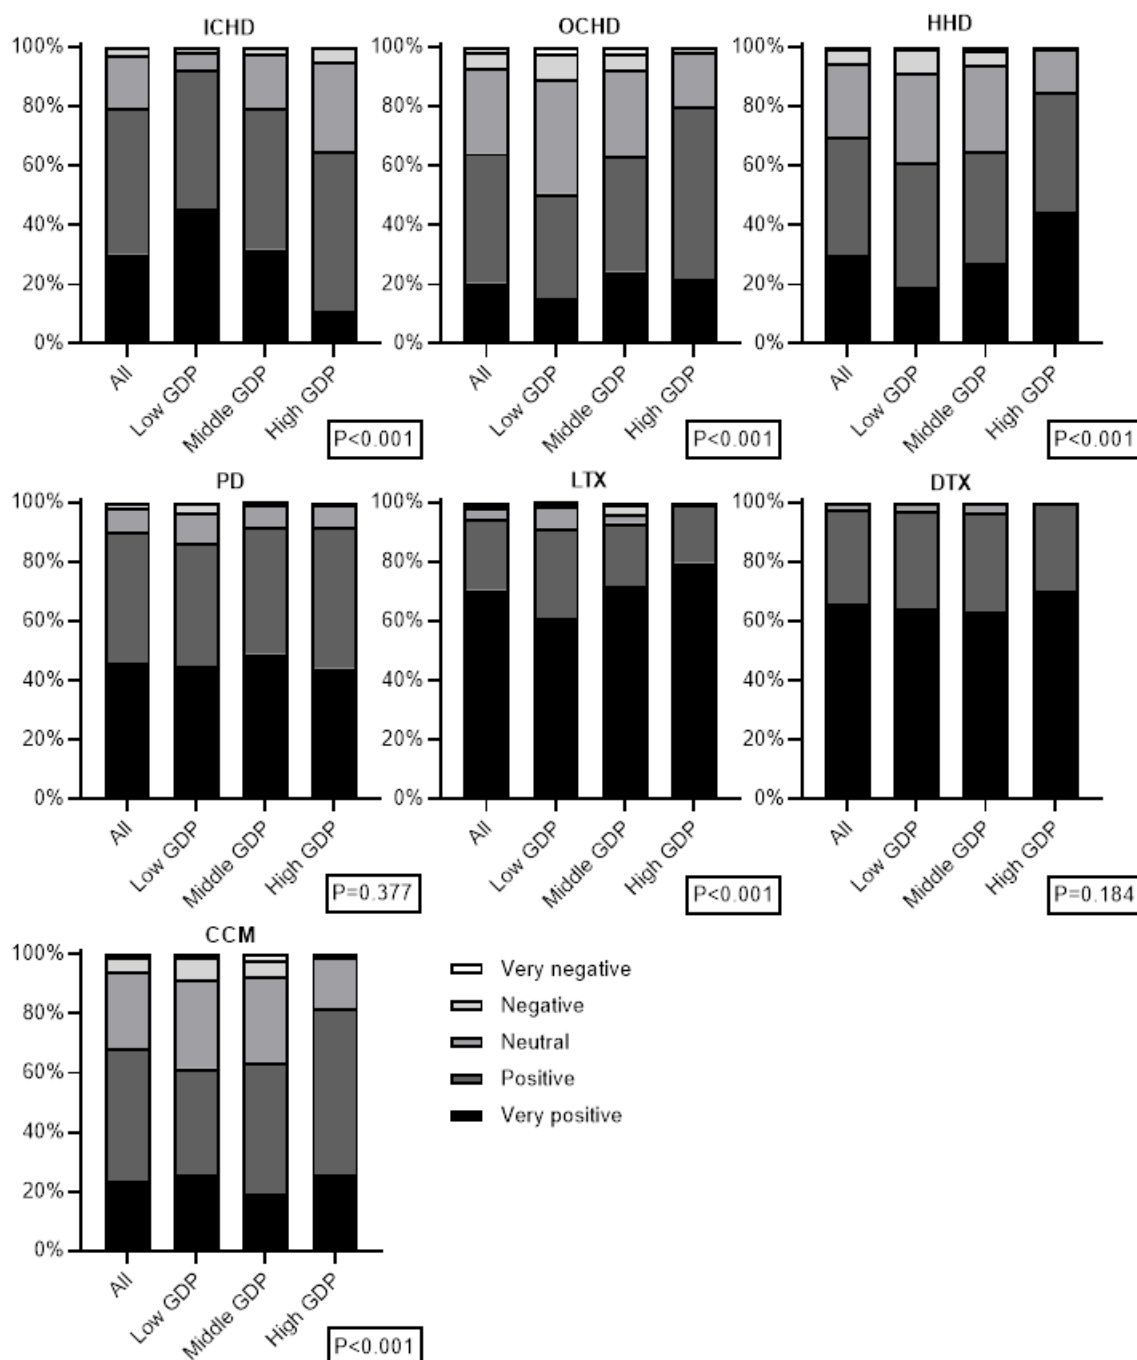 ICHD
100%
80%
60%
40%
20%
0%
All
Low GDP
Middle GDP
High GDP
P<0.001
OCHD
100%
80%
60%
40%
20%
0%
All
Low GDP
Middle GDP
High GDP
P<0.001
HHD
100%
80%
60%
40%
20%
0%
All
Low GDP
Middle GDP
High GDP
P<0.001
PD
100%
80%
60%
40%
20%
0%
All
Low GDP
Middle GDP
High GDP
P=0.377
LTX
100%
80%
60%
40%
20%
0%
All
Low GDP
Middle GDP
High GDP
P<0.001
DTX
100%
80%
60%
40%
20%
0%
All
Low GDP
Middle GDP
High GDP
P=0.184
CCM
100%
80%
60%
40%
20%
0%
All
Low GDP
Middle GDP
High GDP
P<0.001
Very negative
Negative
Neutral
Positive
Very positive